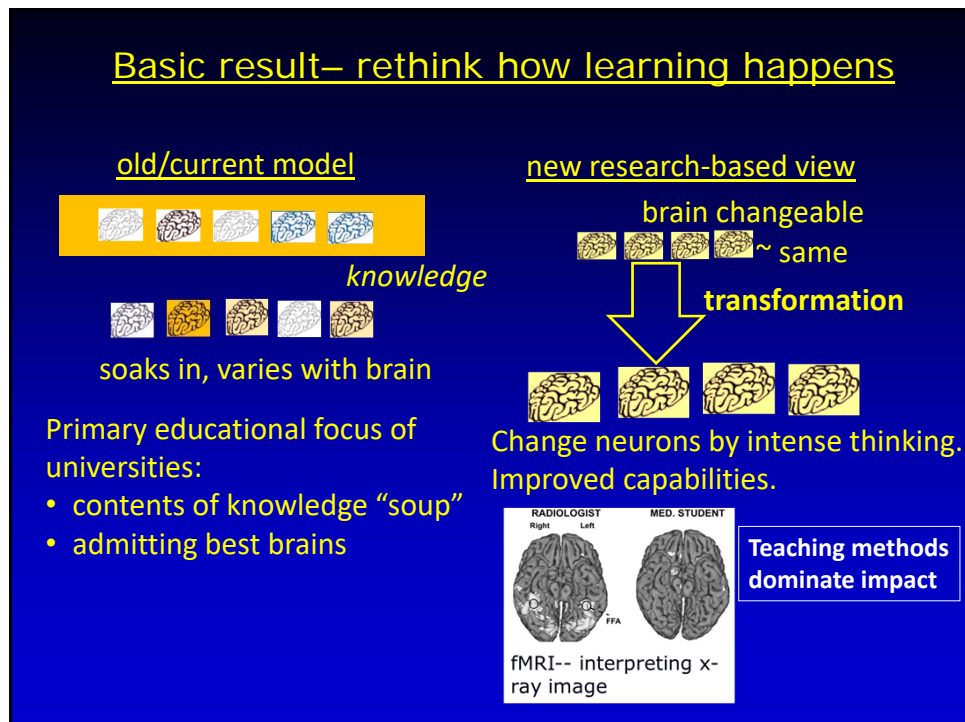 Basic result– rethink how learning happens
old/current model
knowledge
soaks in, varies with brain
Primary educational focus of
universities:
• contents of knowledge “soup”
• admitting best brains
new research-based view
brain changeable
~ same
transformation
Change neurons by intense thinking.
Improved capabilities.
RADIOLOGIST MED. STUDENT
Right Left
FFA
fMRI-- interpreting x-
ray image
Teaching methods
dominate impact